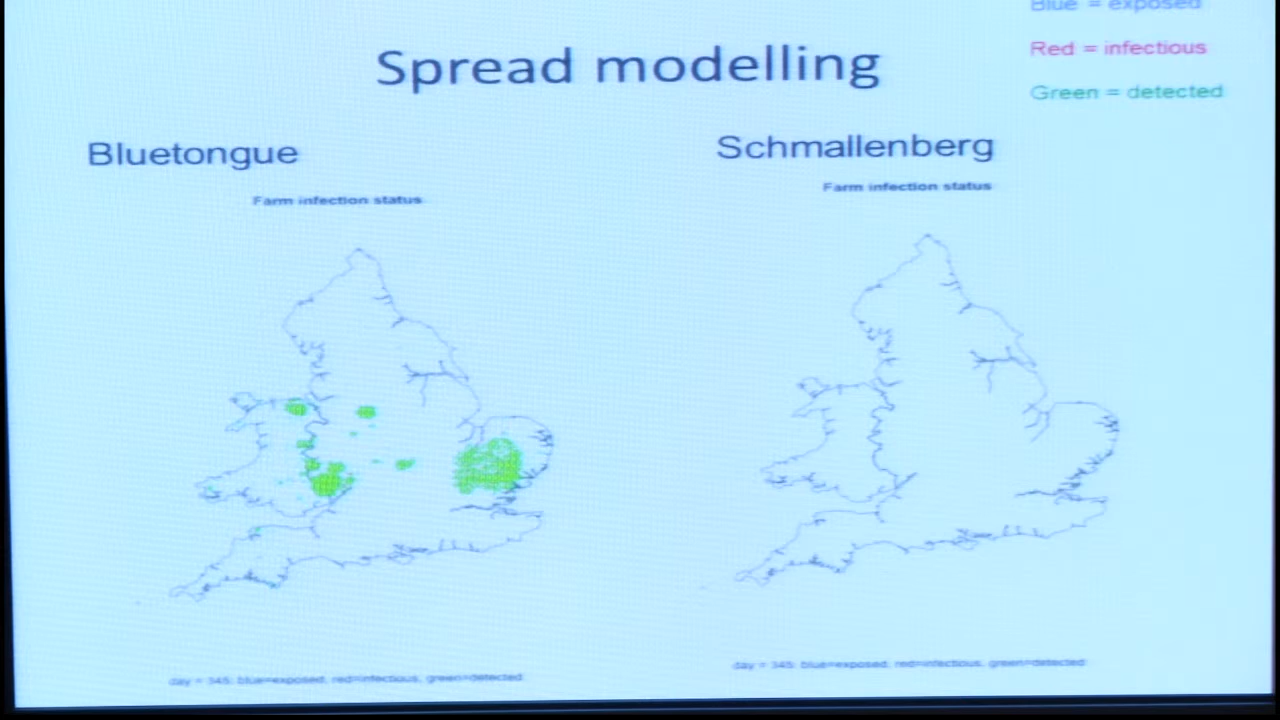 Blue = exposed
Spread modelling
Red = infectious
Green = detected
Bluetongue
Schmallenberg
Farm infection status
Farm infection status
day = 345: blue=exposed, red=infectious, green=detected
day = 345: blue=exposed, red=infectious, green=detected